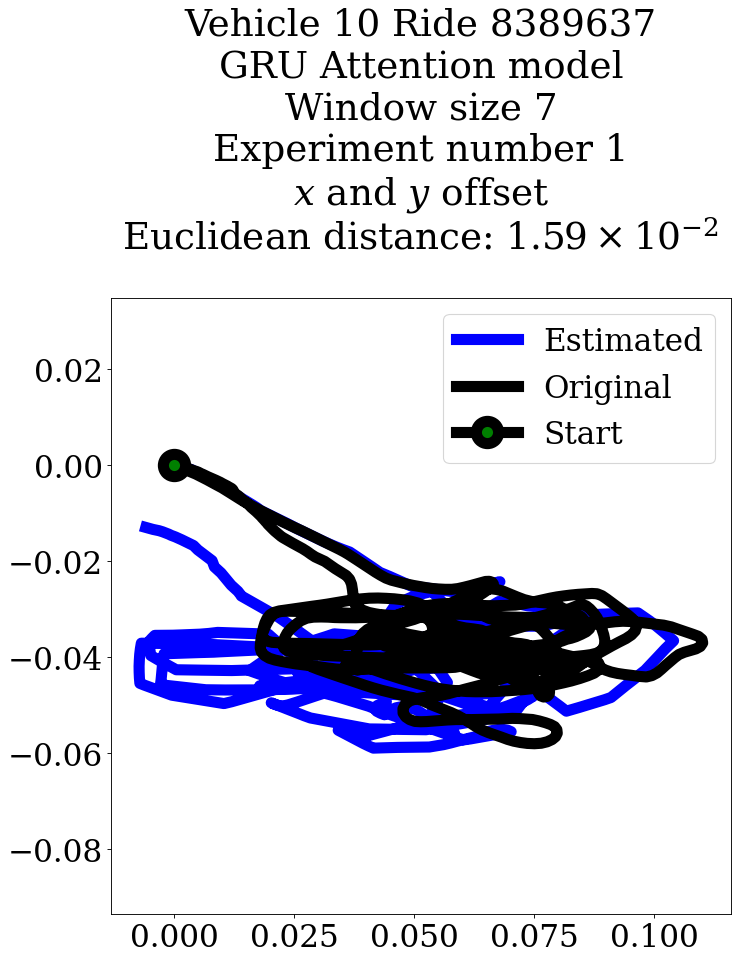 Vehicle 10 Ride 8389637
GRU Attention model
Window size 7
Experiment number 1
x and y offset
Euclidean distance: 1.59 × 10⁻²
Estimated
Original
Start
0.02
0.00
−0.02
−0.04
−0.06
−0.08
0.000 0.025 0.050 0.075 0.100